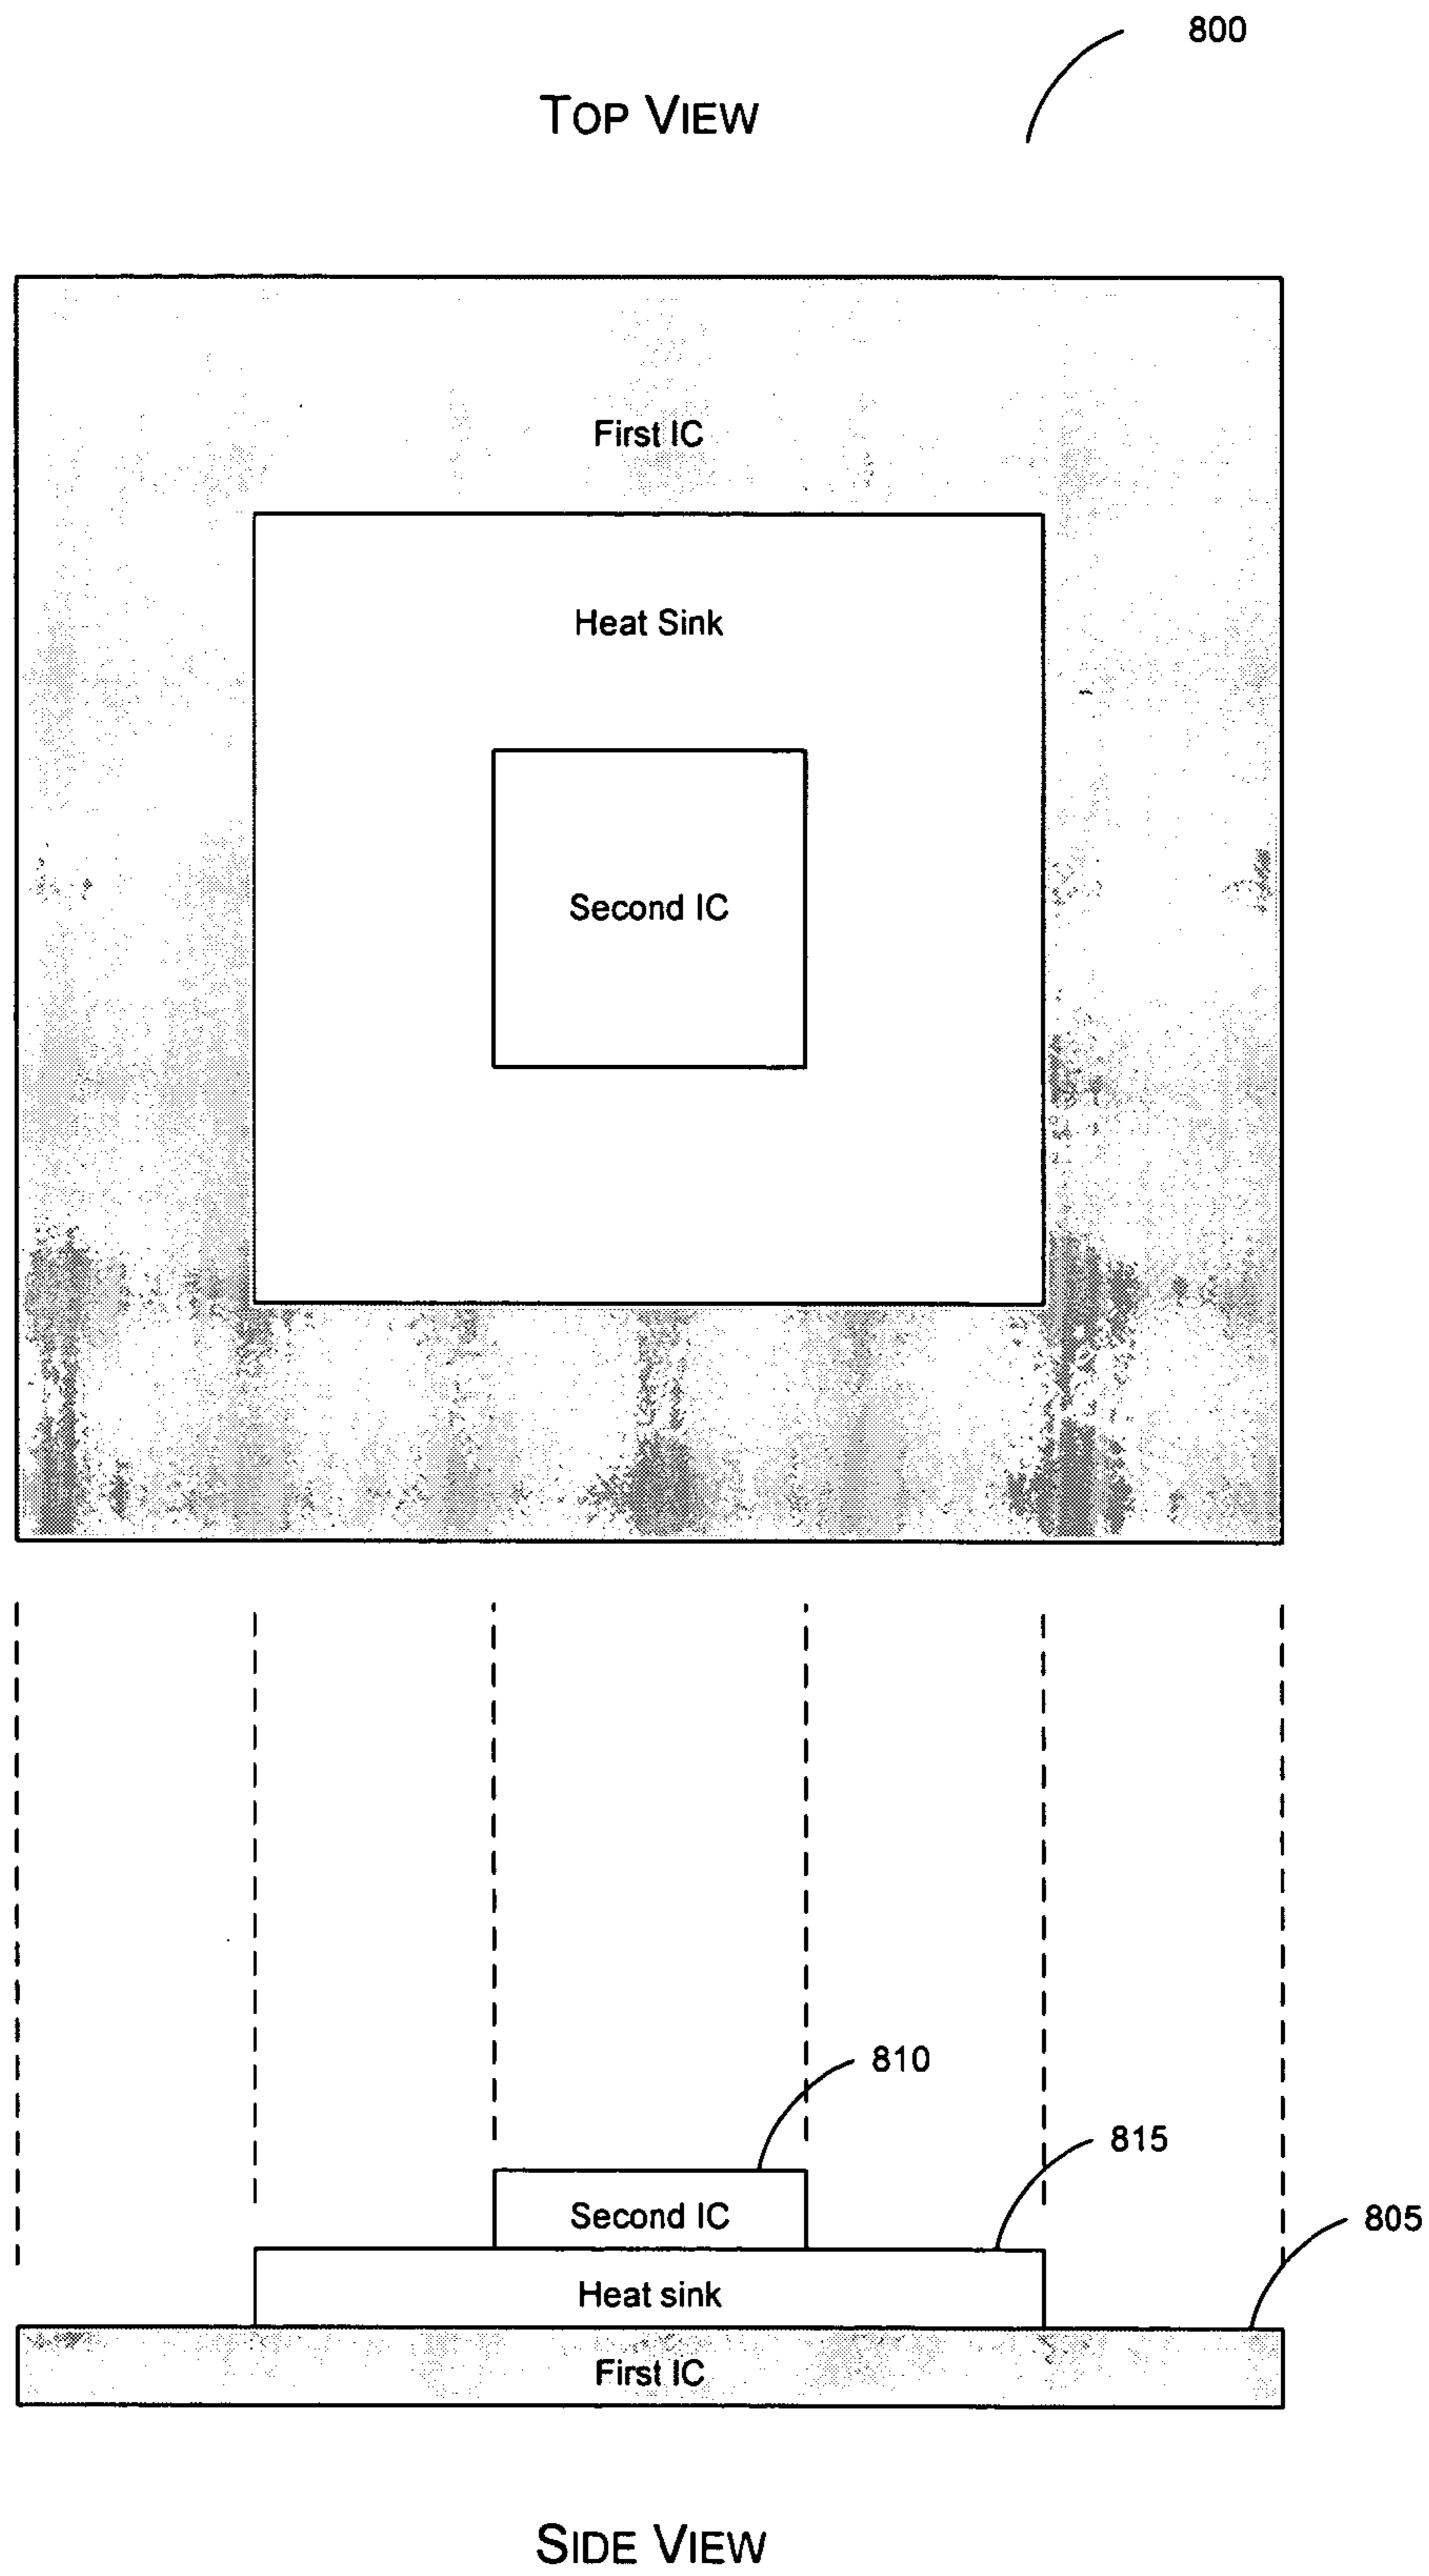 800
TOP VIEW
First IC
Heat Sink
Second IC
810
815
Second IC
805
Heat sink
First IC
SIDE VIEW